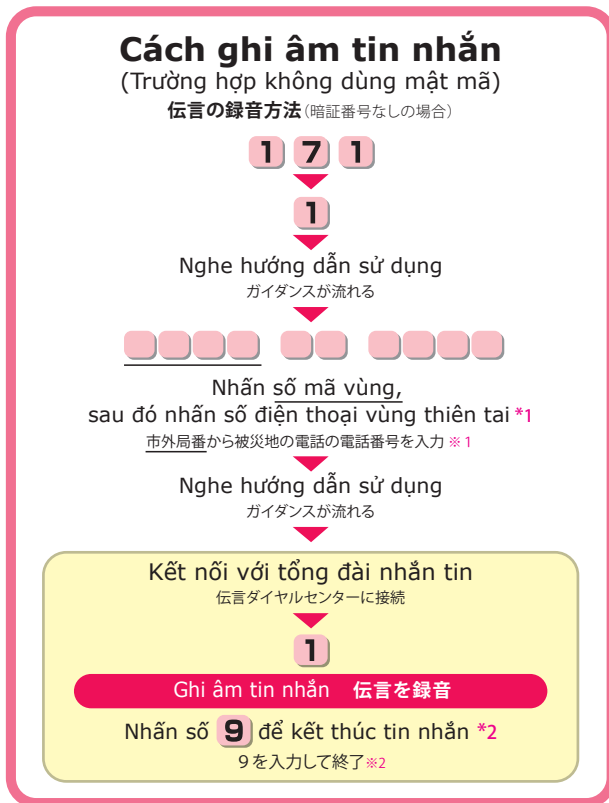 Cách ghi âm tin nhắn
(Trường hợp không dùng mật mã)
伝言の録音方法(暗証番号なしの場合)
1 7 1
1
Nghe hướng dẫn sử dụng
ガイダンスが流れる
Nhấn số mã vùng,
sau đó nhấn số điện thoại vùng thiên tai *1
市外局番から被災地の電話の電話番号を入力 ※1
Nghe hướng dẫn sử dụng
ガイダンスが流れる
Kết nối với tổng đài nhắn tin
伝言ダイヤルセンターに接続
1
Ghi âm tin nhắn 伝言を録音
Nhấn số 9 để kết thúc tin nhắn *2
9を入力して終了※2